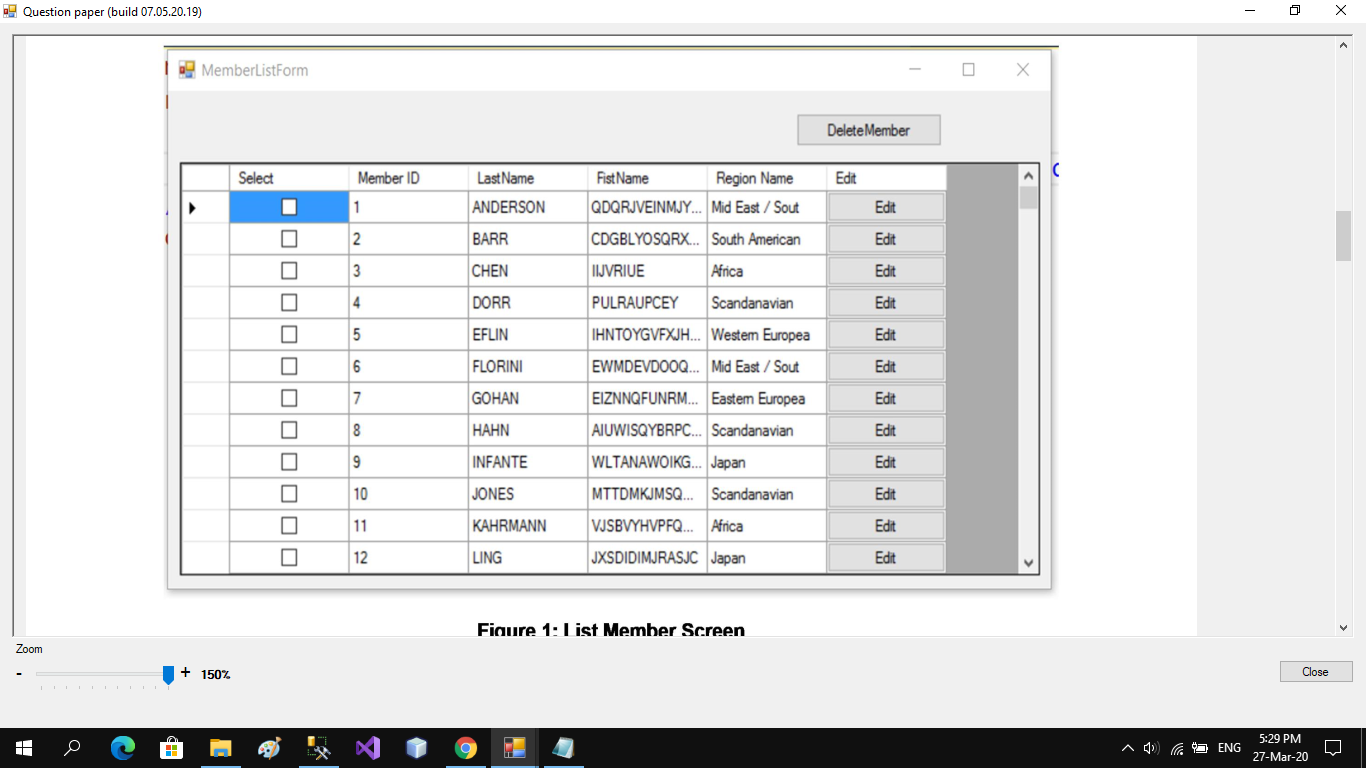 Question paper (build 07.05.20.19)
MemberListForm
DeleteMember
Select Member ID LastName FistName Region Name Edit
1 ANDERSON QDQRJVEINMJY... Mid East / Sout Edit
2 BARR CDGBLYOSQRX... South American Edit
3 CHEN IIJVRIUE Africa Edit
4 DORR PULRAUPCEY Scandanavian Edit
5 EFLIN IHNTOYGVFXJH... Western Europea Edit
6 FLORINI EWMDEVDOOQ... Mid East / Sout Edit
7 GOHAN EIZNNQFUNRM... Eastern Europea Edit
8 HAHN AIUWISQYBRPC... Scandanavian Edit
9 INFANTE WLTANAWOIKG... Japan Edit
10 JONES MTTDMKJMSQ... Scandanavian Edit
11 KAHRMANN VJSBVYHVPFQ... Africa Edit
12 LING JXSDIDIMJRASJC Japan Edit
Figure 1: List Member Screen
Zoom
- + 150%
Close
ENG
5:29 PM
27-Mar-20